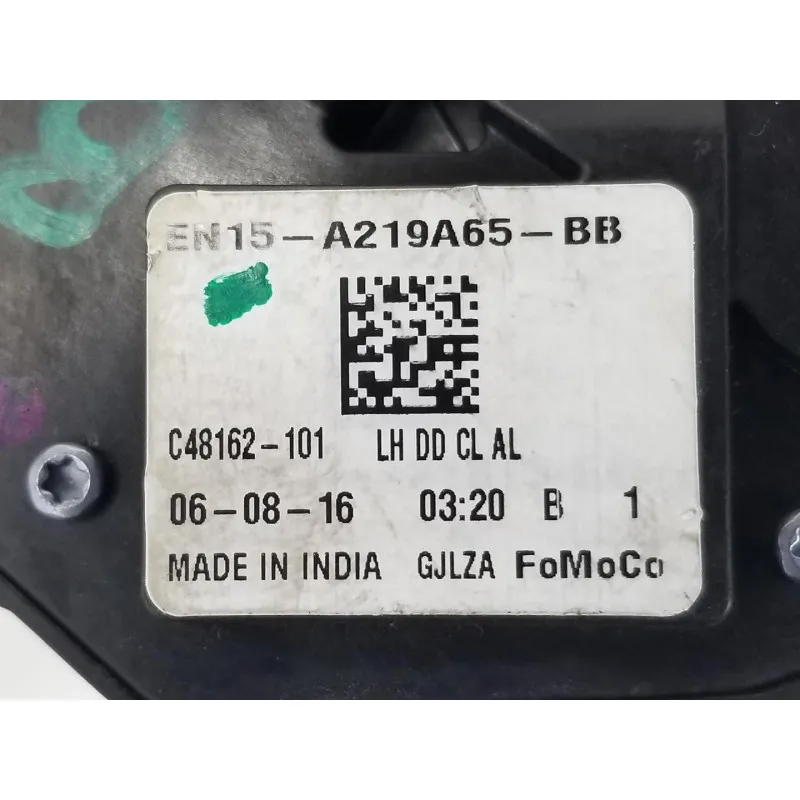 EN15-A219A65-BB
C48162-101 LH DD CL AL
06-08-16 03:20 B 1
MADE IN INDIA GJLZA FoMoCo